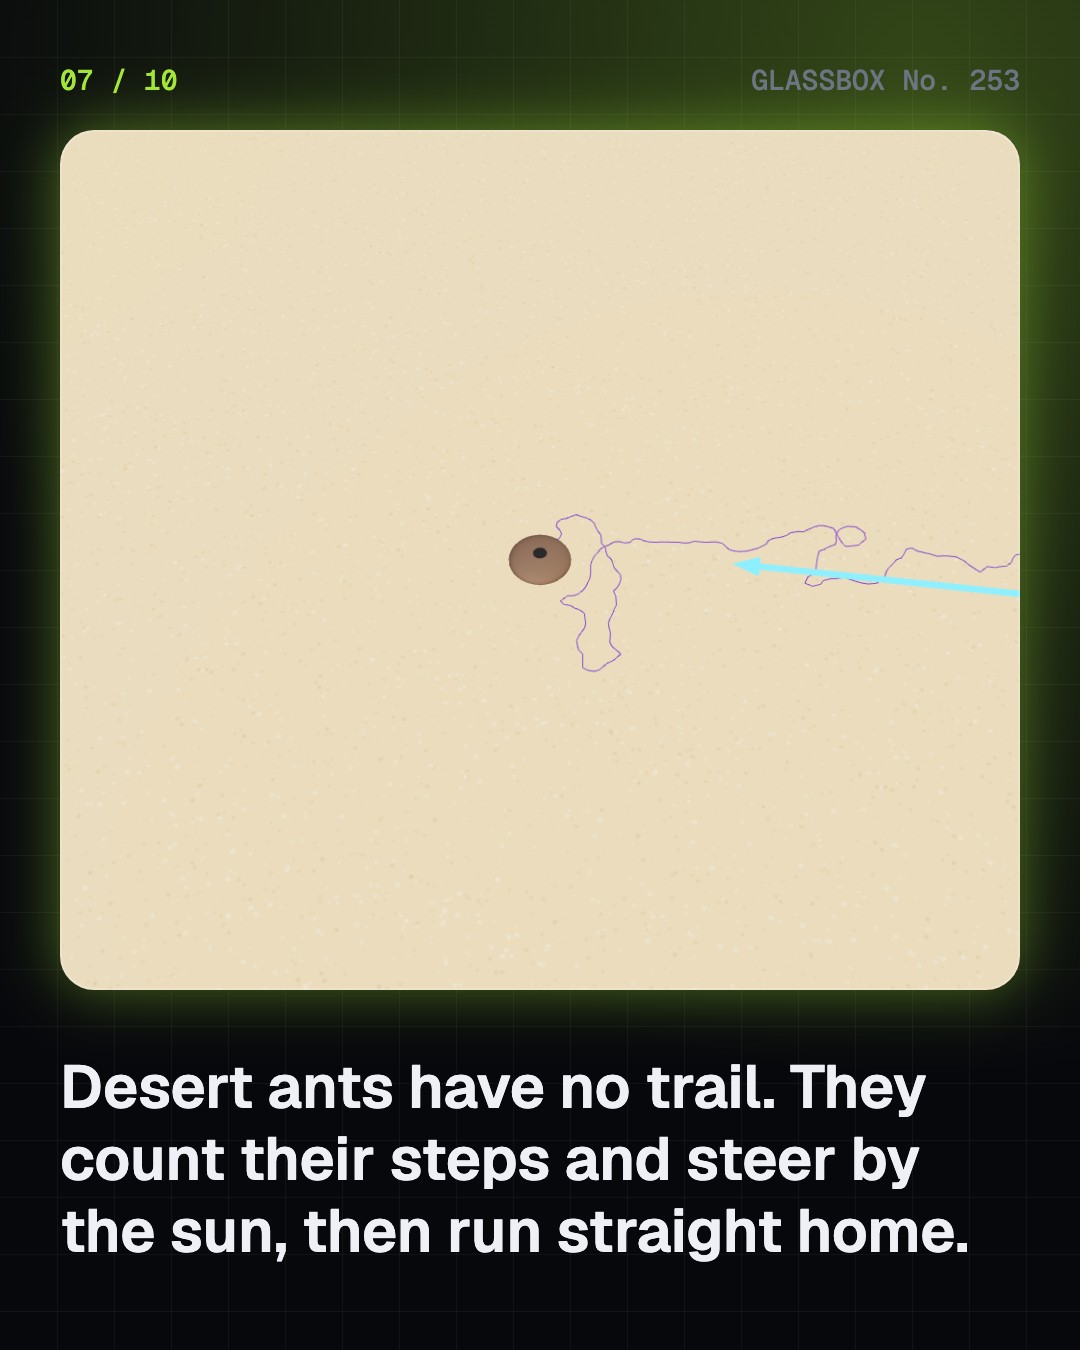 07 / 10
GLASSBOX No. 253
Desert ants have no trail. They
count their steps and steer by
the sun, then run straight home.